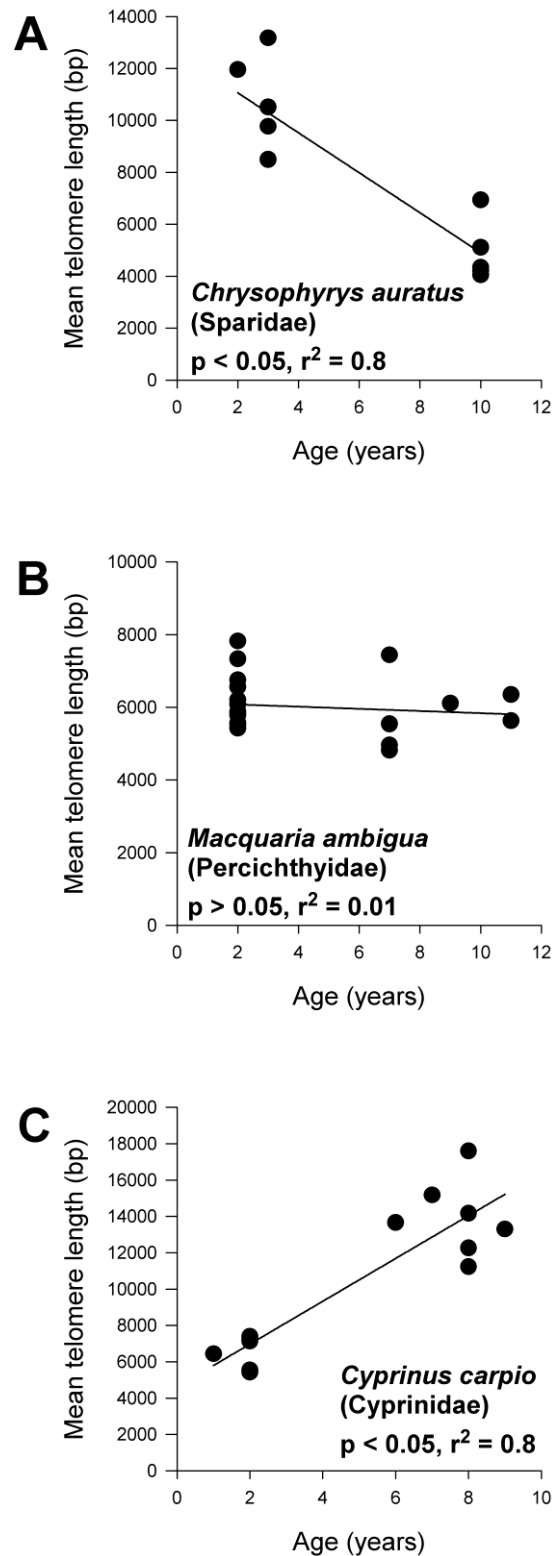 A
Mean telomere length (bp)
14000
12000
10000
8000
6000
4000
2000
0
Chrysophyrys auratus
(Sparidae)
p < 0.05, r² = 0.8
0 2 4 6 8 10 12
Age (years)
B
Mean telomere length (bp)
10000
8000
6000
4000
2000
0
Macquaria ambigua
(Percichthyidae)
p > 0.05, r² = 0.01
0 2 4 6 8 10 12
Age (years)
C
Mean telomere length (bp)
20000
18000
16000
14000
12000
10000
8000
6000
4000
2000
0
Cyprinus carpio
(Cyprinidae)
p < 0.05, r² = 0.8
0 2 4 6 8 10
Age (years)